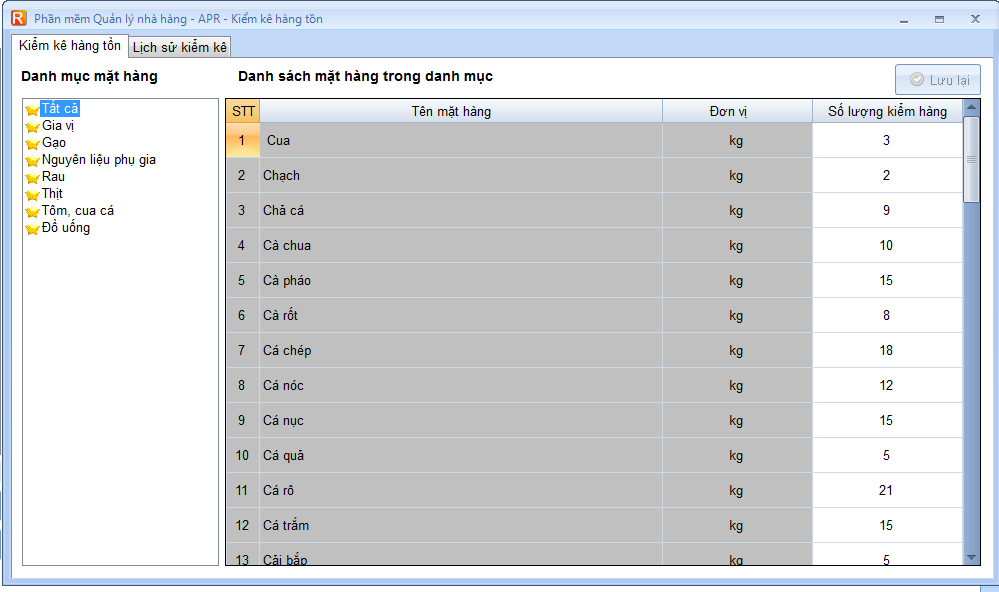 Phần mềm Quản lý nhà hàng - APR - Kiểm kê hàng tồn
Kiểm kê hàng tồn Lịch sử kiểm kê
Danh mục mặt hàng Danh sách mặt hàng trong danh mục
Lưu lại
Tất cả
Gia vị
Gạo
Nguyên liệu phụ gia
Rau
Thịt
Tôm, cua cá
Đồ uống
STT Tên mặt hàng Đơn vị Số lượng kiểm hàng
1 Cua kg 3
2 Chạch kg 2
3 Chả cá kg 9
4 Cà chua kg 10
5 Cà pháo kg 15
6 Cà rốt kg 8
7 Cá chép kg 18
8 Cá nóc kg 12
9 Cá nục kg 15
10 Cá quả kg 5
11 Cá rô kg 21
12 Cá trắm kg 15
13 Cải bắp kg 5